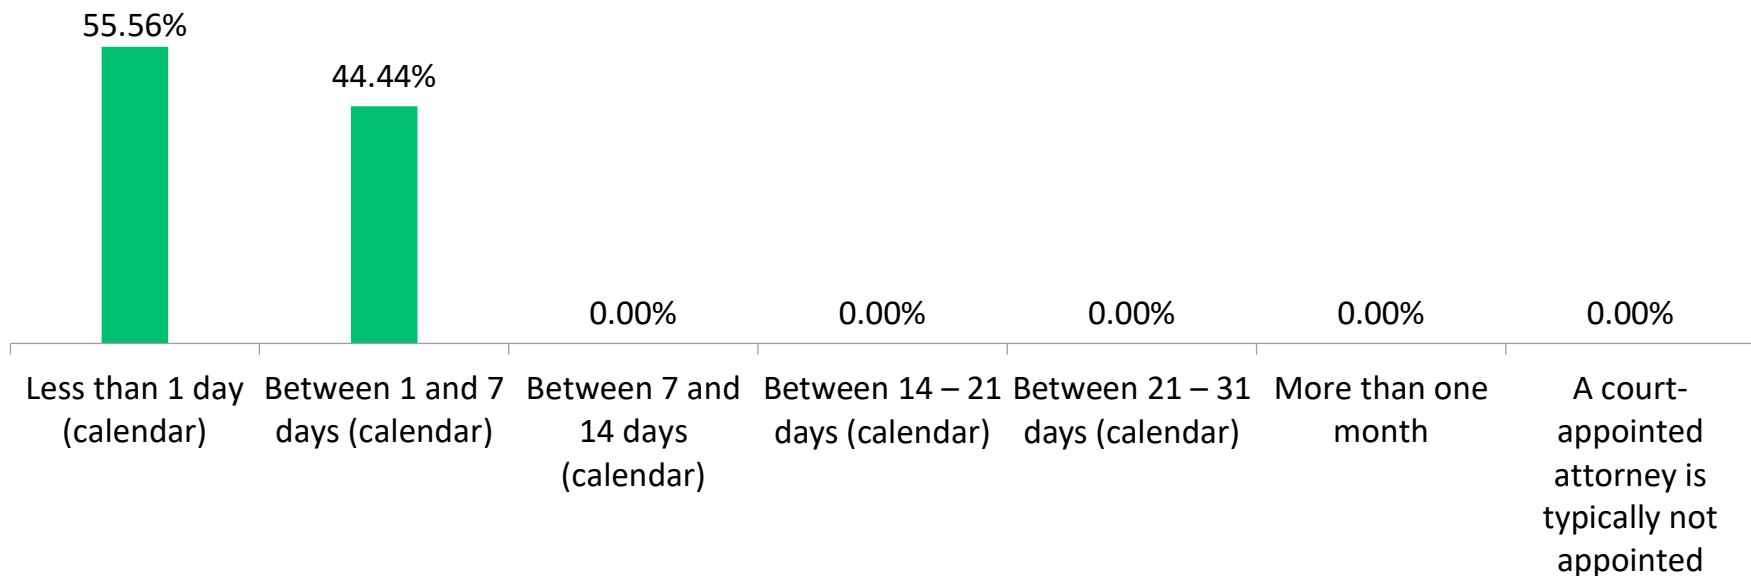 55.56%
44.44%
0.00%
0.00%
0.00%
0.00%
0.00%
Less than 1 day
(calendar)
Between 1 and 7
days (calendar)
Between 7 and
14 days
(calendar)
Between 14 – 21
days (calendar)
Between 21 – 31
days (calendar)
More than one
month
A court-
appointed
attorney is
typically not
appointed